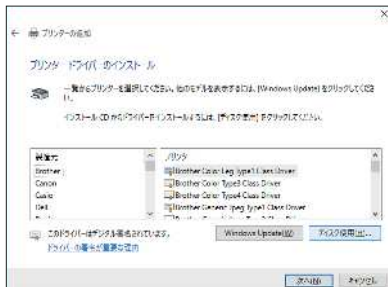 プリンターの追加
プリンター ドライバーのインストール
一覧からプリンターを選択してください。他のモデルを表示するには、[Windows Update] をクリックしてください。
インストール CD からドライバーをインストールするには、[ディスク使用] をクリックしてください。
製造元
Brother
Canon
Casio
Dell
プリンター
Brother Color Leg Type1 Class Driver
Brother Color Type3 Class Driver
Brother Color Type4 Class Driver
Brother Generic Jpeg Type1 Class Driver
このドライバーはデジタル署名されています。
ドライバーの署名が重要な理由
Windows Update(W)
ディスク使用(H)...
次へ(N)
キャンセル